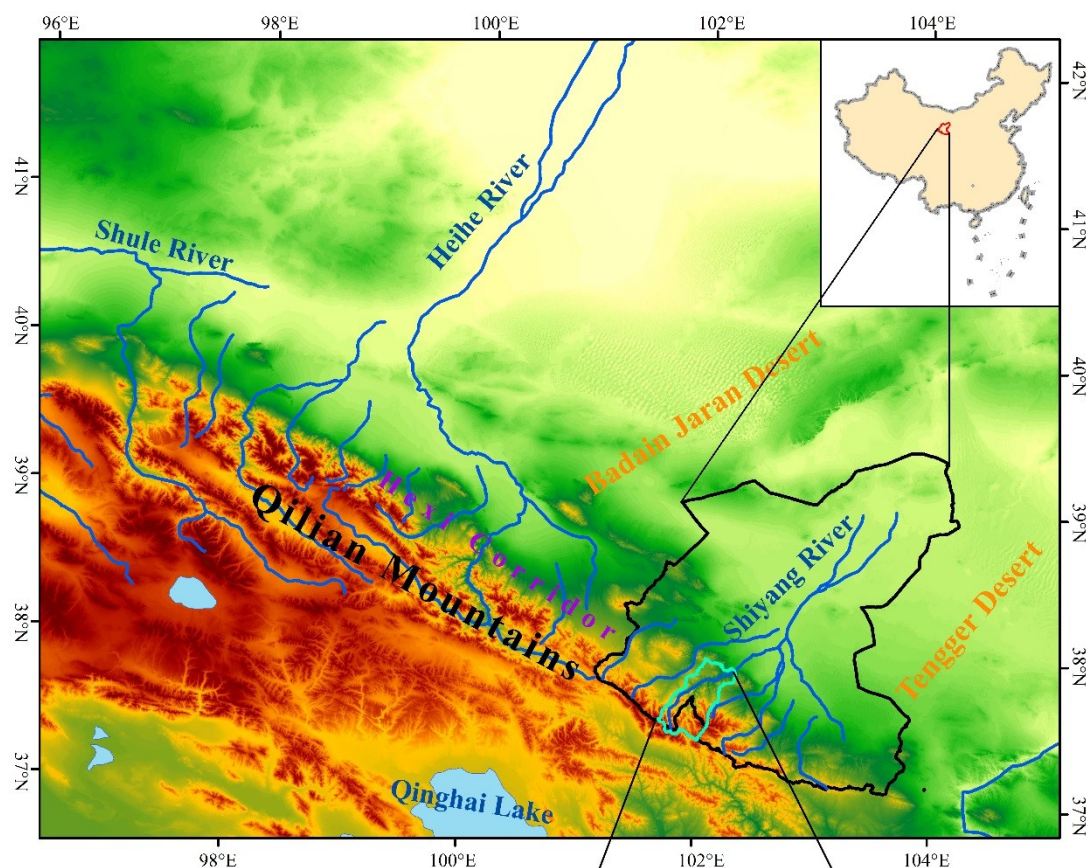 96°E 98°E 100°E 102°E 104°E
42°N
41°N
41°N
40°N
40°N
39°N
39°N
38°N
38°N
37°N
37°N
Shule River
Heihe River
Badain Jaran Desert
Hexi Corridor
Qilian Mountains
Shiyang River
Tengger Desert
Qinghai Lake
98°E 100°E 102°E 104°E